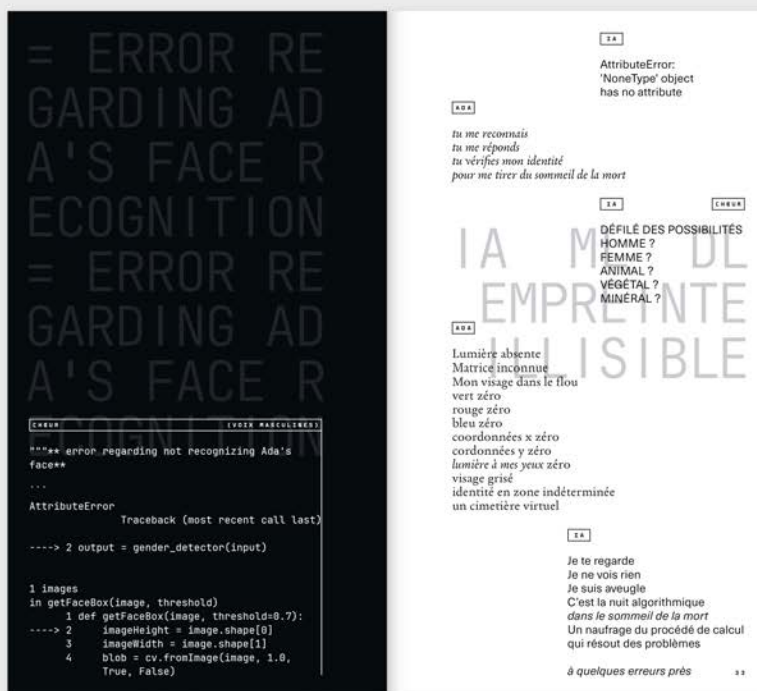 = ERROR RE
GARDING AD
A'S FACE R
ECOGNITION
= ERROR RE
GARDING AD
A'S FACE R
ECOGNITION
CHŒUR (VOIX MASCULINES)
"""** error regarding not recognizing Ada's
face**
...
AttributeError
Traceback (most recent call last)
----> 2 output = gender_detector(input)
1 images
in getFaceBox(image, threshold)
1 def getFaceBox(image, threshold=0.7):
----> 2 imageHeight = image.shape[0]
3 imageWidth = image.shape[1]
4 blob = cv.fromImage(image, 1.0,
True, False)
IA
AttributeError:
'NoneType' object
has no attribute
ADA
tu me reconnais
tu me réponds
tu vérifies mon identité
pour me tirer du sommeil de la mort
IA CHŒUR
DÉFILÉ DES POSSIBILITÉS
HOMME ?
FEMME ?
ANIMAL ?
VÉGÉTAL ?
MINÉRAL ?
IA ME DE
EMPREINTE
ILLISIBLE
ADA
Lumière absente
Matrice inconnue
Mon visage dans le flou
vert zéro
rouge zéro
bleu zéro
coordonnées x zéro
cordonnées y zéro
lumière à mes yeux zéro
visage grisé
identité en zone indéterminée
un cimetière virtuel
IA
Je te regarde
Je ne vois rien
Je suis aveugle
C'est la nuit algorithmique
dans le sommeil de la mort
Un naufrage du procédé de calcul
qui résout des problèmes
à quelques erreurs près